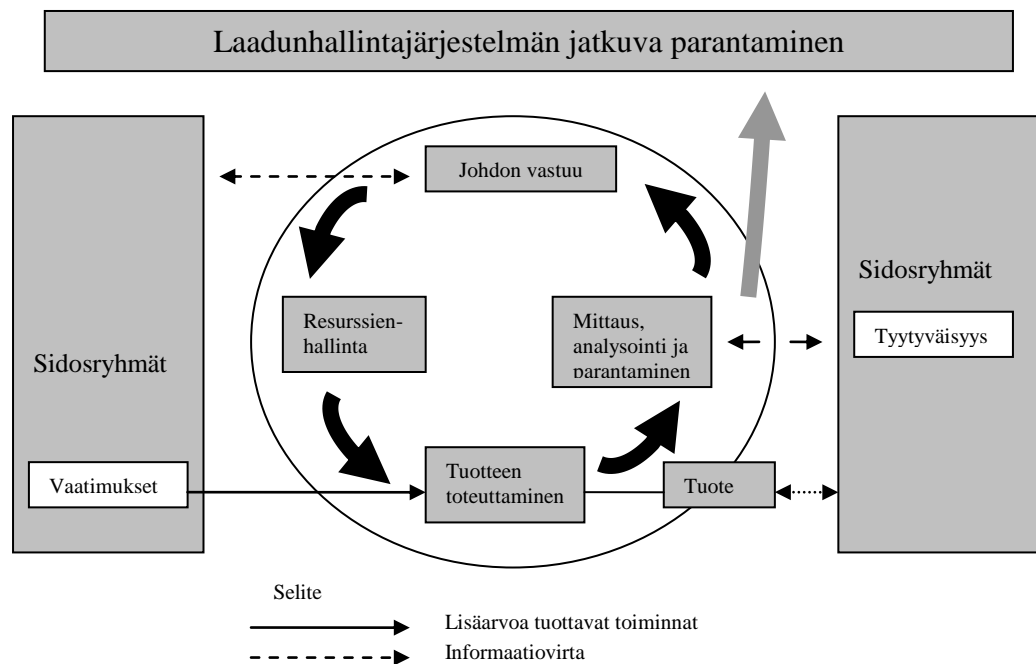 Laadunhallintajärjestelmän jatkuva parantaminen
Johdon vastuu
Sidosryhmät
Resurssien-
hallinta
Mittaus,
analysointi ja
parantaminen
Tyytyväisyys
Sidosryhmät
Vaatimukset
Tuotteen
toteuttaminen
Tuote
Selite
Lisäarvoa tuottavat toiminnat
Informaatiovirta